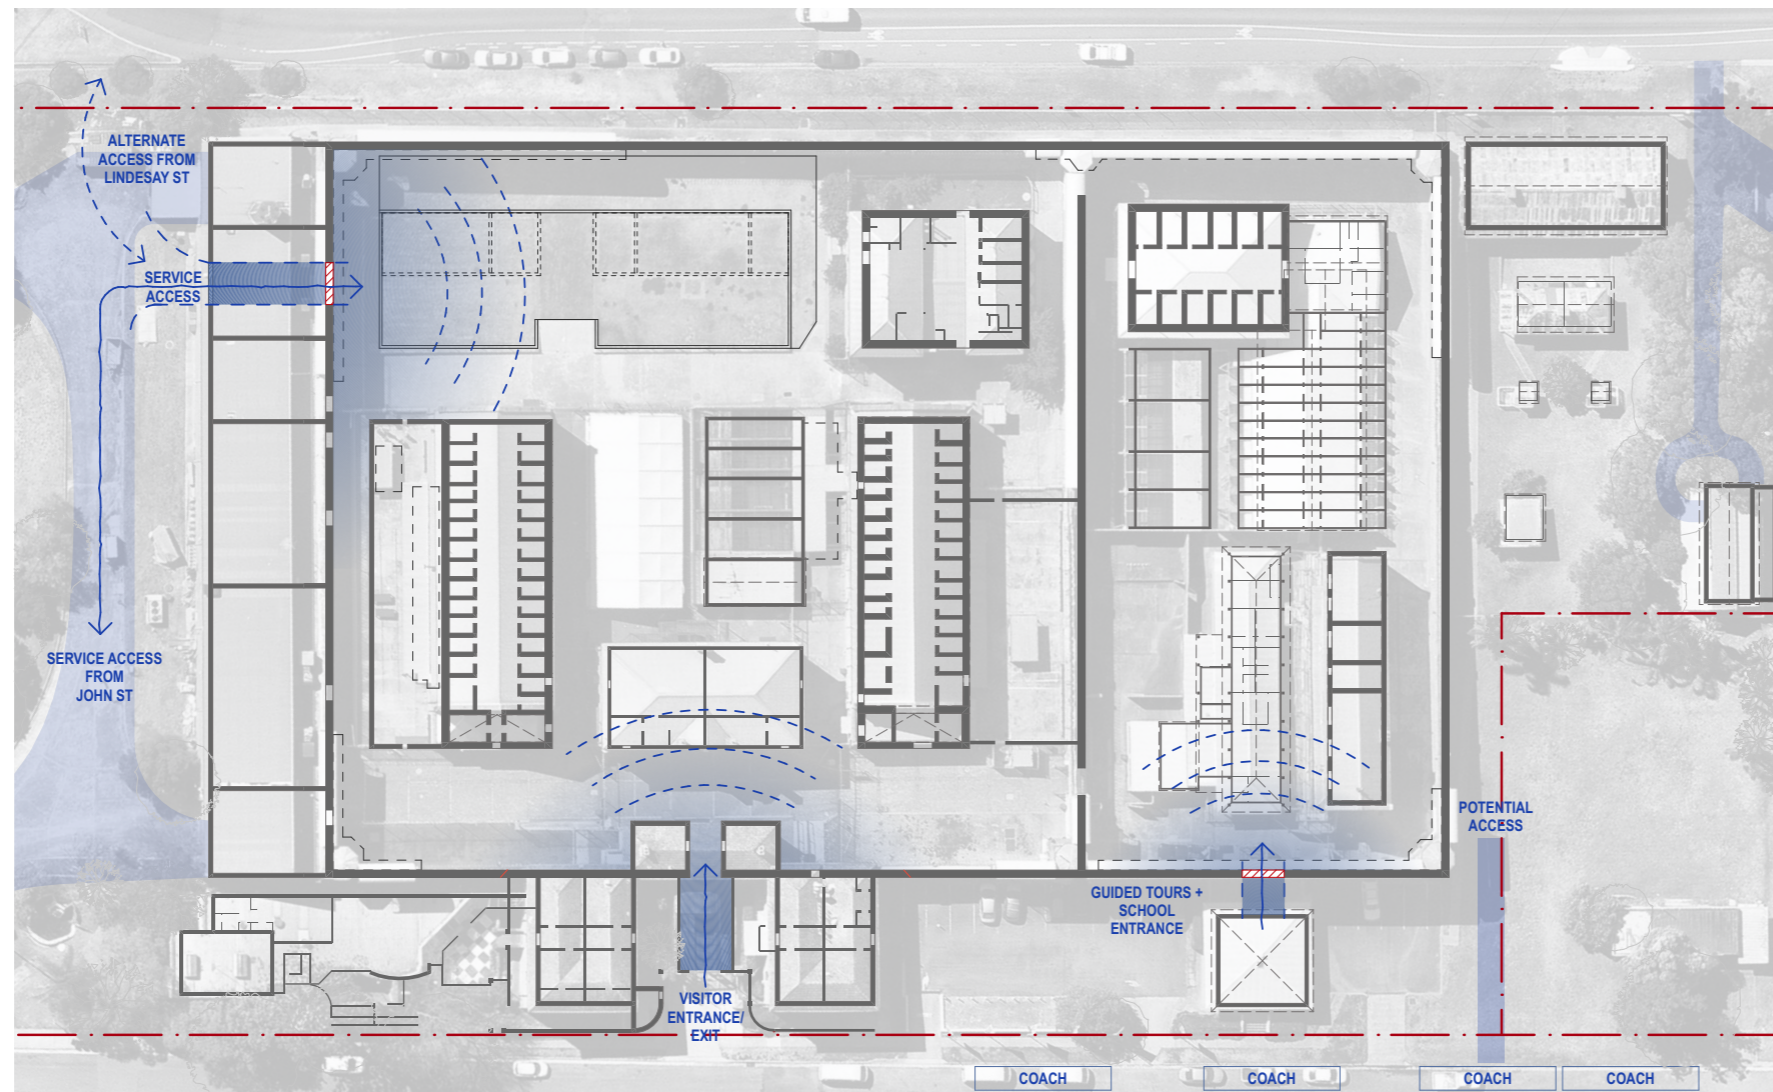 ALTERNATE
ACCESS FROM
LINDESAY ST
SERVICE
ACCESS
SERVICE ACCESS
FROM
JOHN ST
POTENTIAL
ACCESS
GUIDED TOURS +
SCHOOL
ENTRANCE
VISITOR
ENTRANCE/
EXIT
COACH
COACH
COACH
COACH